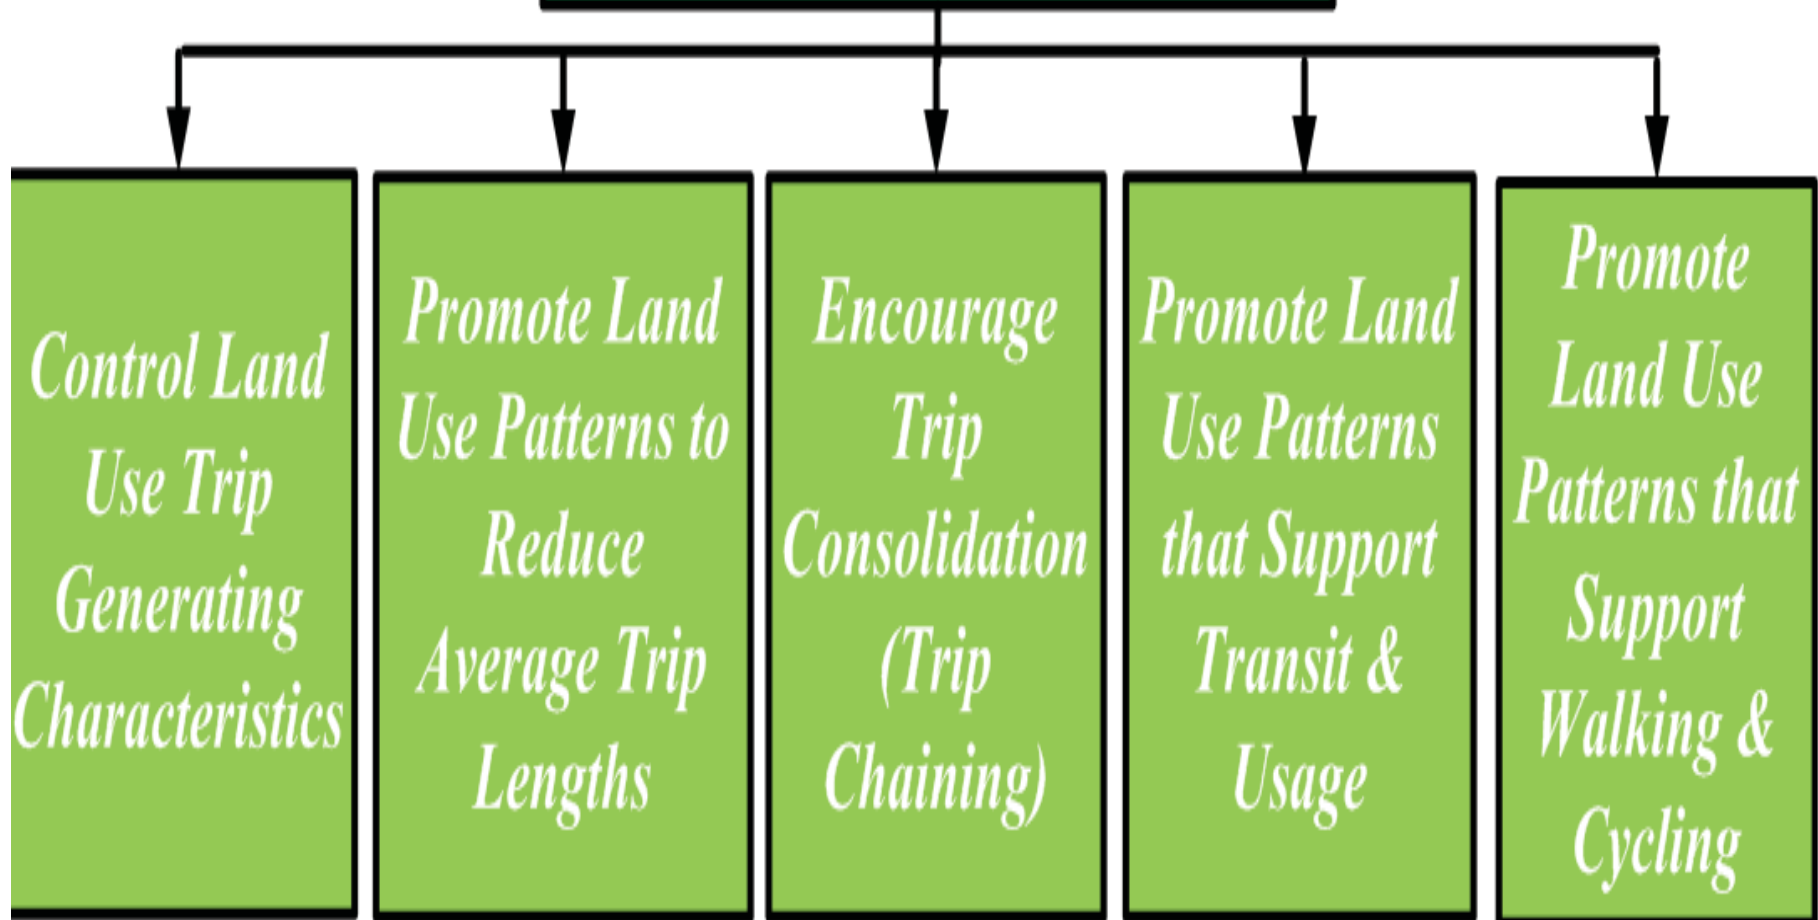 Control Land
Use Trip
Generating
Characteristics
Promote Land
Use Patterns to
Reduce
Average Trip
Lengths
Encourage
Trip
Consolidation
(Trip
Chaining)
Promote Land
Use Patterns
that Support
Transit &
Usage
Promote
Land Use
Patterns that
Support
Walking &
Cycling